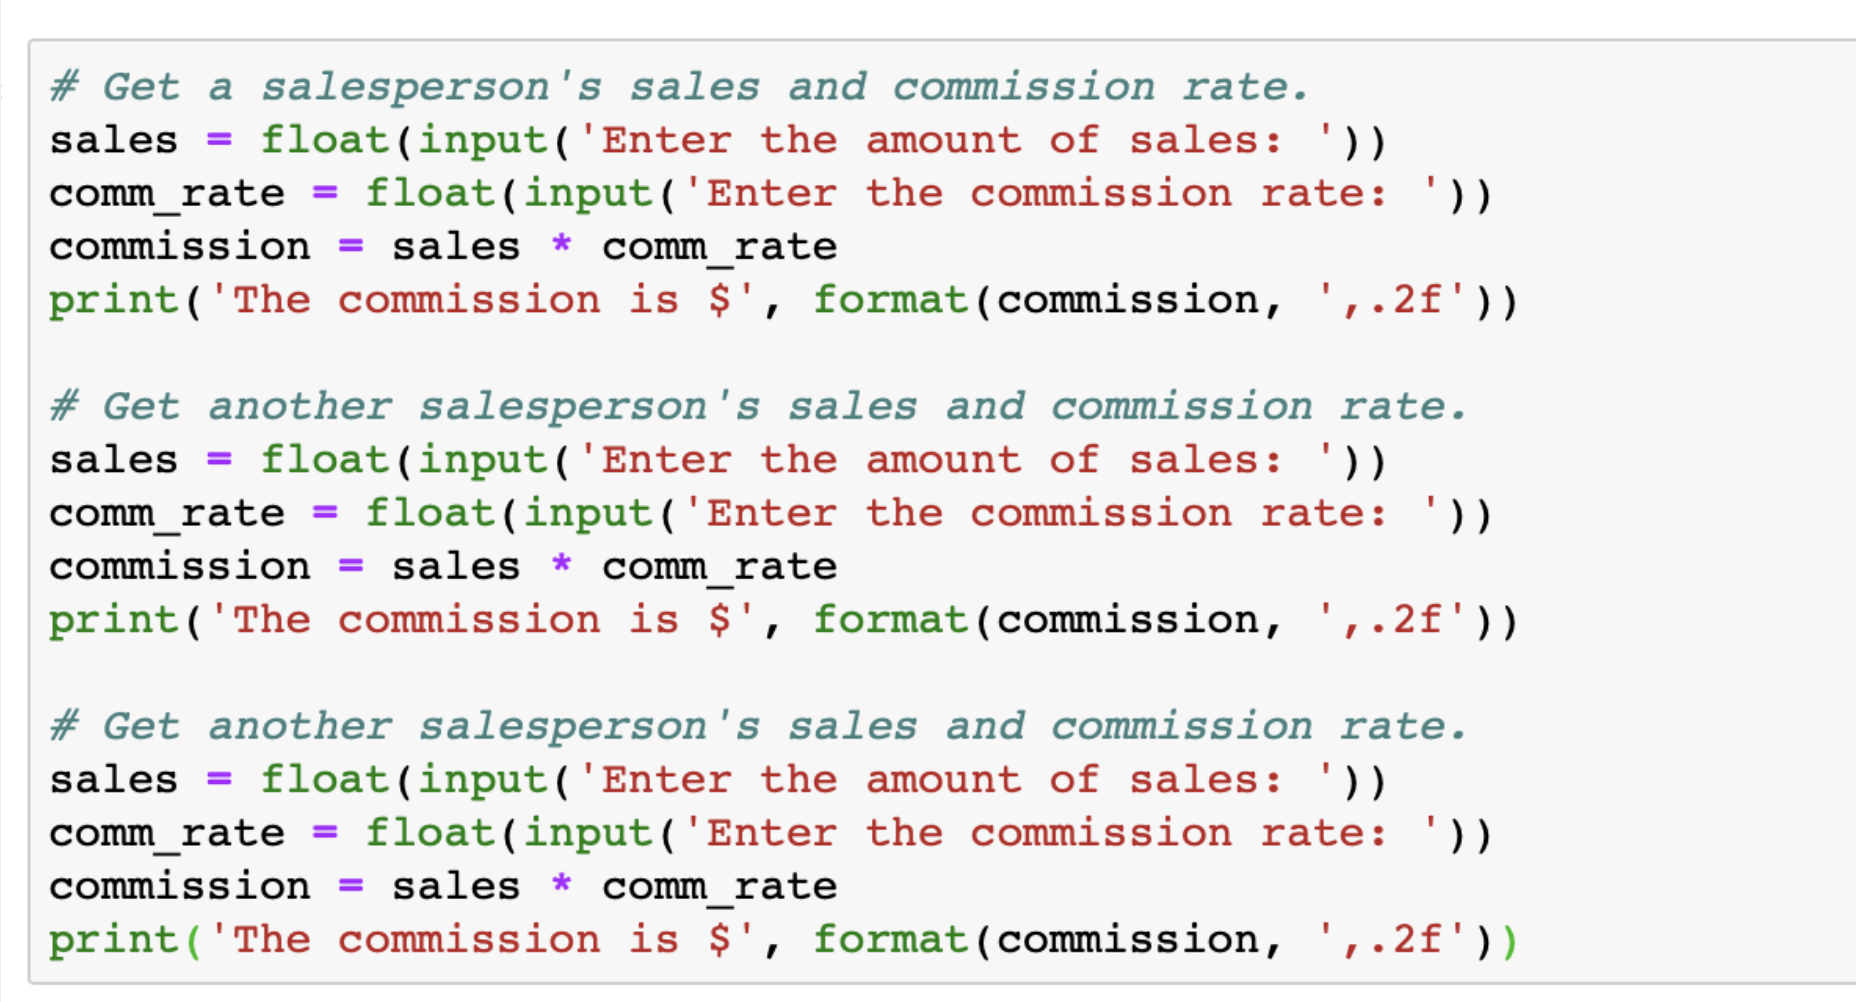 # Get a salesperson's sales and commission rate.
sales = float(input('Enter the amount of sales: '))
comm_rate = float(input('Enter the commission rate: '))
commission = sales * comm_rate
print('The commission is $', format(commission, ',.2f'))
# Get another salesperson's sales and commission rate.
sales = float(input('Enter the amount of sales: '))
comm_rate = float(input('Enter the commission rate: '))
commission = sales * comm_rate
print('The commission is $', format(commission, ',.2f'))
# Get another salesperson's sales and commission rate.
sales = float(input('Enter the amount of sales: '))
comm_rate = float(input('Enter the commission rate: '))
commission = sales * comm_rate
print('The commission is $', format(commission, ',.2f'))